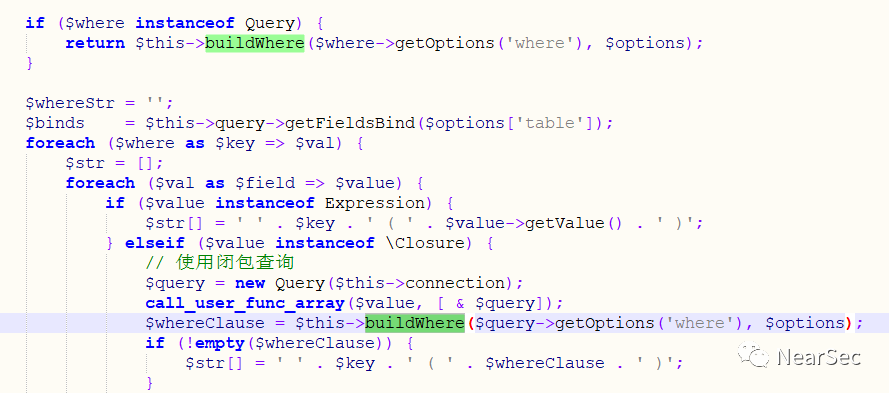 if ($where instanceof Query) {
    return $this->buildWhere($where->getOptions('where'), $options);
}

$whereStr = '';
$binds    = $this->query->getFieldsBind($options['table']);
foreach ($where as $key => $val) {
    $str = [];
    foreach ($val as $field => $value) {
        if ($value instanceof Expression) {
            $str[] = ' ' . $key . ' ( ' . $value->getValue() . ' )';
        } elseif ($value instanceof \Closure) {
            // 使用闭包查询
            $query = new Query($this->connection);
            call_user_func_array($value, [ & $query]);
            $whereClause = $this->buildWhere($query->getOptions('where'), $options);
            if (!empty($whereClause)) {
                $str[] = ' ' . $key . ' ( ' . $whereClause . ' )';
            }
NearSec